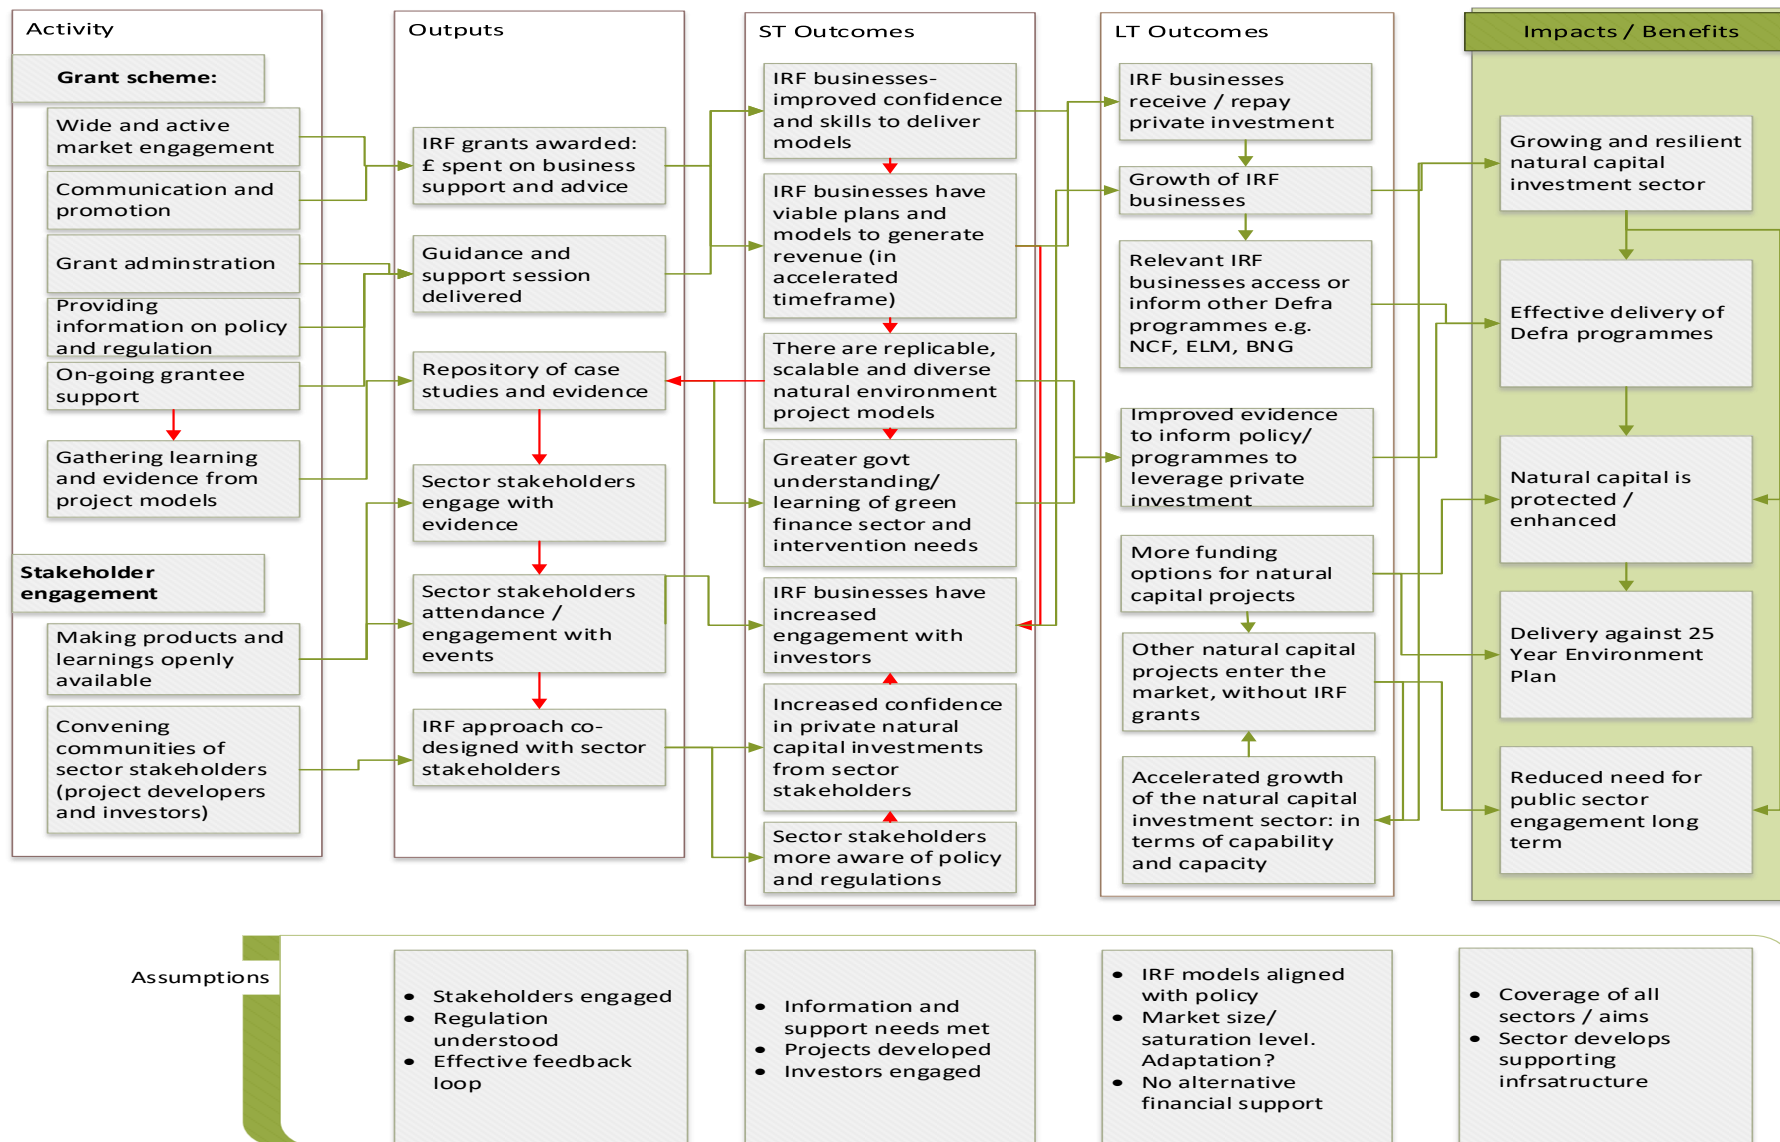 Activity
Grant scheme:
Wide and active
market engagement
Communication and
promotion
Grant adminstration
Providing
information on policy
and regulation
On-going grantee
support
Gathering learning
and evidence from
project models
Stakeholder
engagement
Making products and
learnings openly
available
Convening
communities of
sector stakeholders
(project developers
and investors)
Outputs
IRF grants awarded:
£ spent on business
support and advice
Guidance and
support session
delivered
Repository of case
studies and evidence
Sector stakeholders
engage with
evidence
Sector stakeholders
attendance /
engagement with
events
IRF approach co-
designed with sector
stakeholders
ST Outcomes
IRF businesses-
improved confidence
and skills to deliver
models
IRF businesses have
viable plans and
models to generate
revenue (in
accelerated
timeframe)
There are replicable,
scalable and diverse
natural environment
project models
Greater govt
understanding/
learning of green
finance sector and
intervention needs
IRF businesses have
increased
engagement with
investors
Increased confidence
in private natural
capital investments
from sector
stakeholders
Sector stakeholders
more aware of policy
and regulations
LT Outcomes
IRF businesses
receive / repay
private investment
Growth of IRF
businesses
Relevant IRF
businesses access or
inform other Defra
programmes e.g.
NCF, ELM, BNG
Improved evidence
to inform policy/
programmes to
leverage private
investment
More funding
options for natural
capital projects
Other natural capital
projects enter the
market, without IRF
grants
Accelerated growth
of the natural capital
investment sector: in
terms of capability
and capacity
Impacts / Benefits
Growing and resilient
natural capital
investment sector
Effective delivery of
Defra programmes
Natural capital is
protected /
enhanced
Delivery against 25
Year Environment
Plan
Reduced need for
public sector
engagement long
term
Assumptions
• Stakeholders engaged
• Regulation
understood
• Effective feedback
loop
• Information and
support needs met
• Projects developed
• Investors engaged
• IRF models aligned
with policy
• Market size/
saturation level.
Adaptation?
• No alternative
financial support
• Coverage of all
sectors / aims
• Sector develops
supporting
infrsatructure